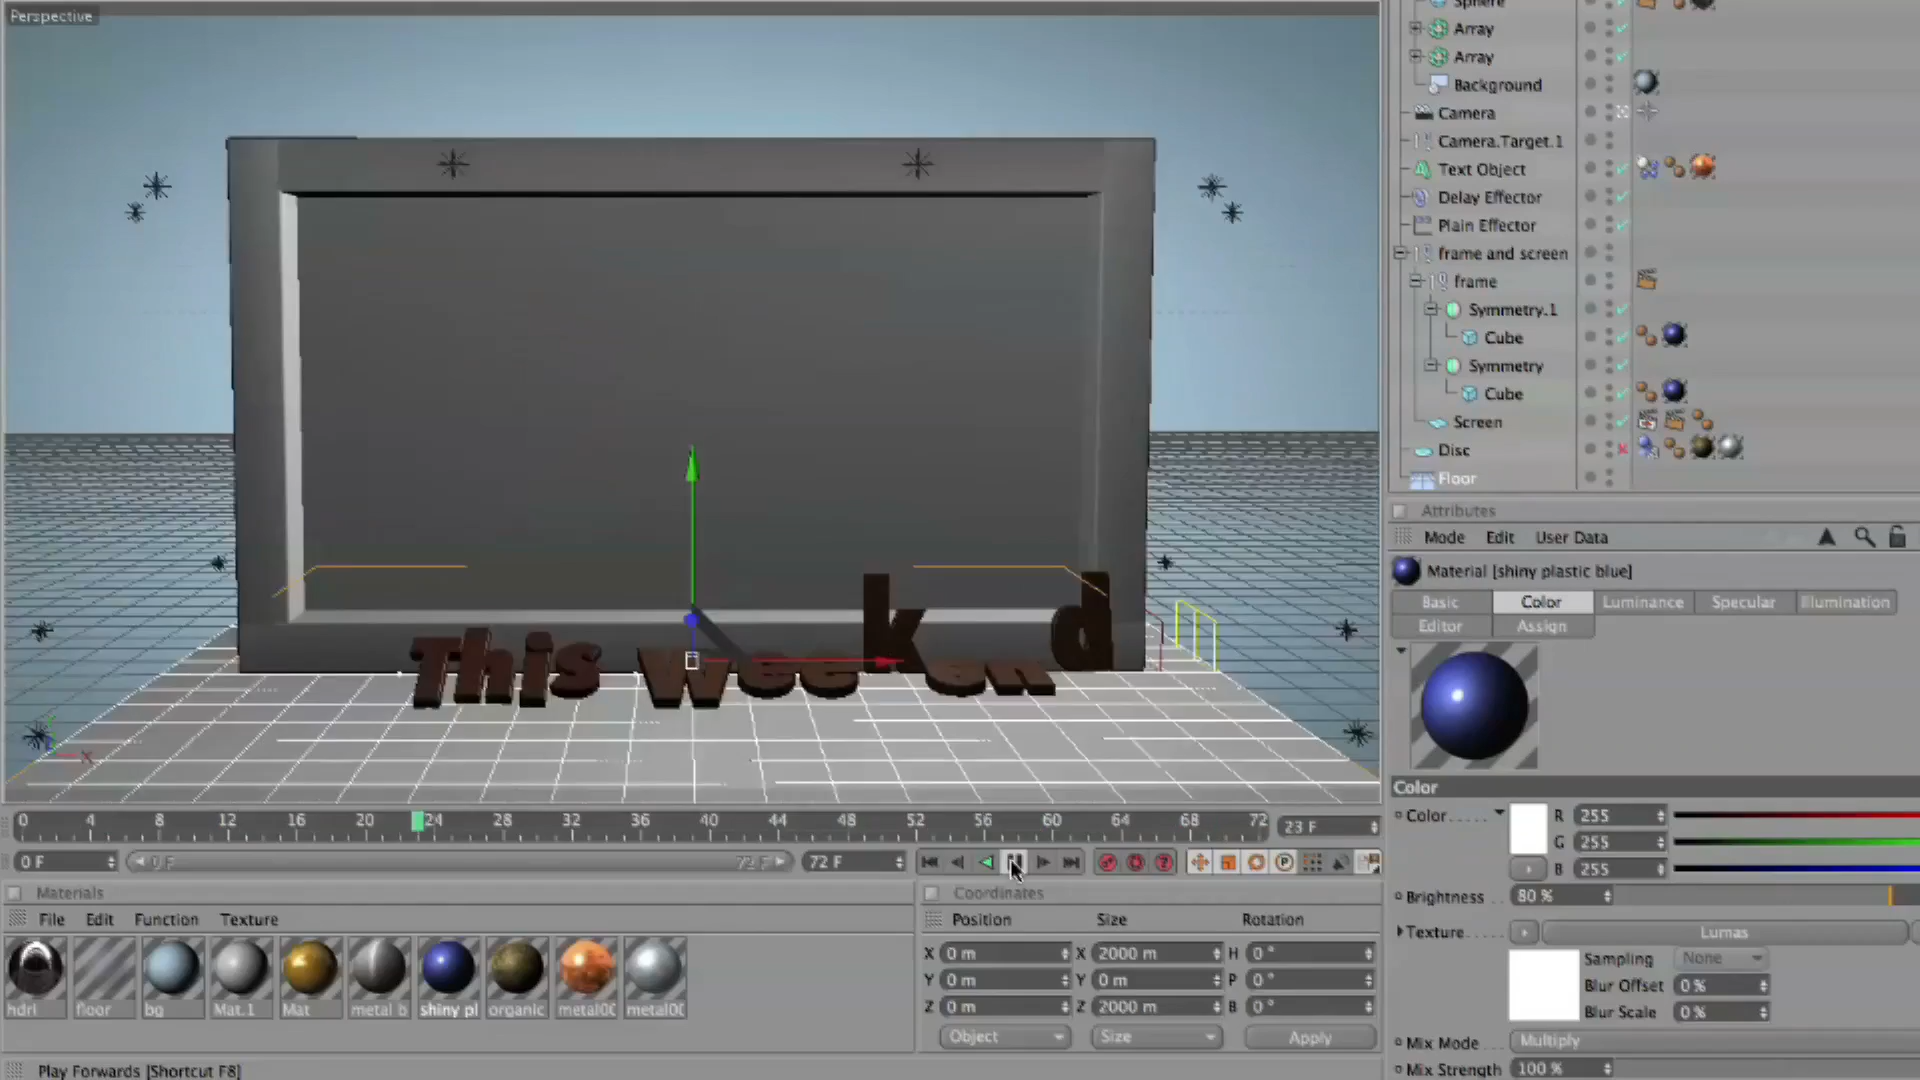 Perspective
Sphere
Array
Array
Background
Camera
Camera.Target.1
Text Object
Delay Effector
Plain Effector
frame and screen
frame
Symmetry.1
Cube
Symmetry
Cube
Screen
Disc
Floor
This Weekend
Attributes
Mode Edit User Data
Material [shiny plastic blue]
Basic Color Luminance Specular Illumination
Editor Assign
Color
Color R 255
G 255
B 255
Brightness 80 %
Texture Lumas
Sampling None
Blur Offset 0 %
Blur Scale 0 %
Mix Mode Multiply
Mix Strength 100 %
0 4 8 12 16 20 24 28 32 36 40 44 48 52 56 60 64 68 72 23 F
0 F 0 F 72 F 72 F
Materials
File Edit Function Texture
hdri floor bg Mat.1 Mat metal b shiny pl organic metal00 metal00
Coordinates
Position Size Rotation
X 0 m X 2000 m H 0 °
Y 0 m Y 0 m P 0 °
Z 0 m Z 2000 m B 0 °
Object Size Apply
Play Forwards [Shortcut F8]